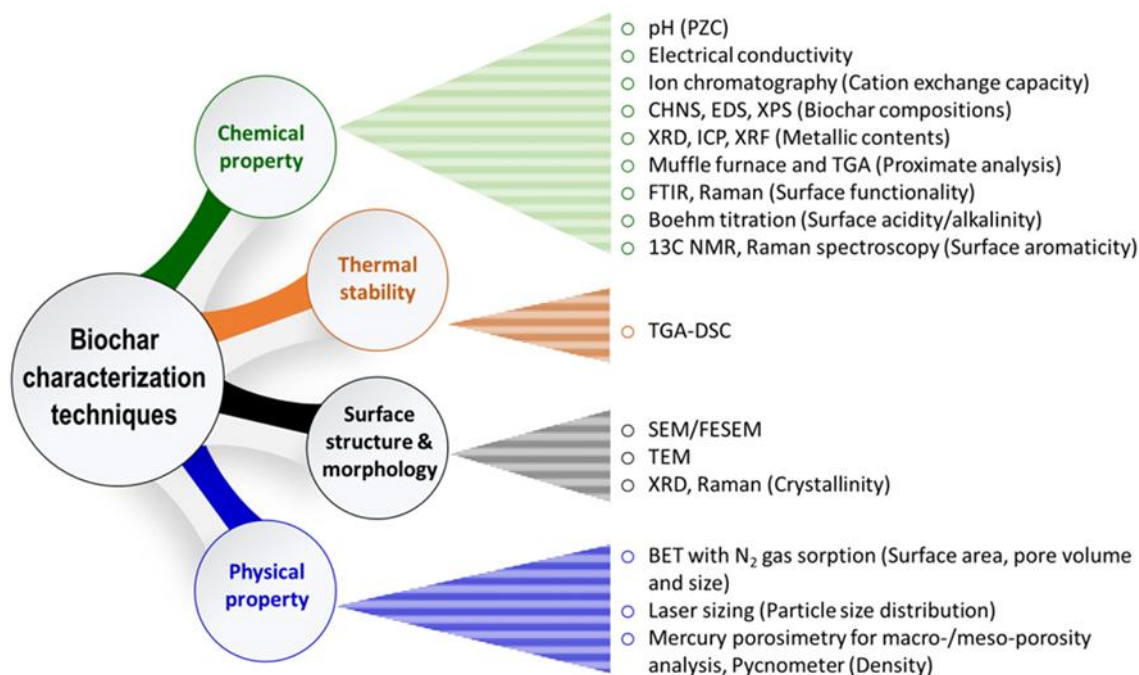 Biochar
characterization
techniques
Chemical
property
pH (PZC)
Electrical conductivity
Ion chromatography (Cation exchange capacity)
CHNS, EDS, XPS (Biochar compositions)
XRD, ICP, XRF (Metallic contents)
Muffle furnace and TGA (Proximate analysis)
FTIR, Raman (Surface functionality)
Boehm titration (Surface acidity/alkalinity)
13C NMR, Raman spectroscopy (Surface aromaticity)
Thermal
stability
TGA-DSC
Surface
structure &
morphology
SEM/FESEM
TEM
XRD, Raman (Crystallinity)
Physical
property
BET with N₂ gas sorption (Surface area, pore volume
and size)
Laser sizing (Particle size distribution)
Mercury porosimetry for macro-/meso-porosity
analysis, Pycnometer (Density)